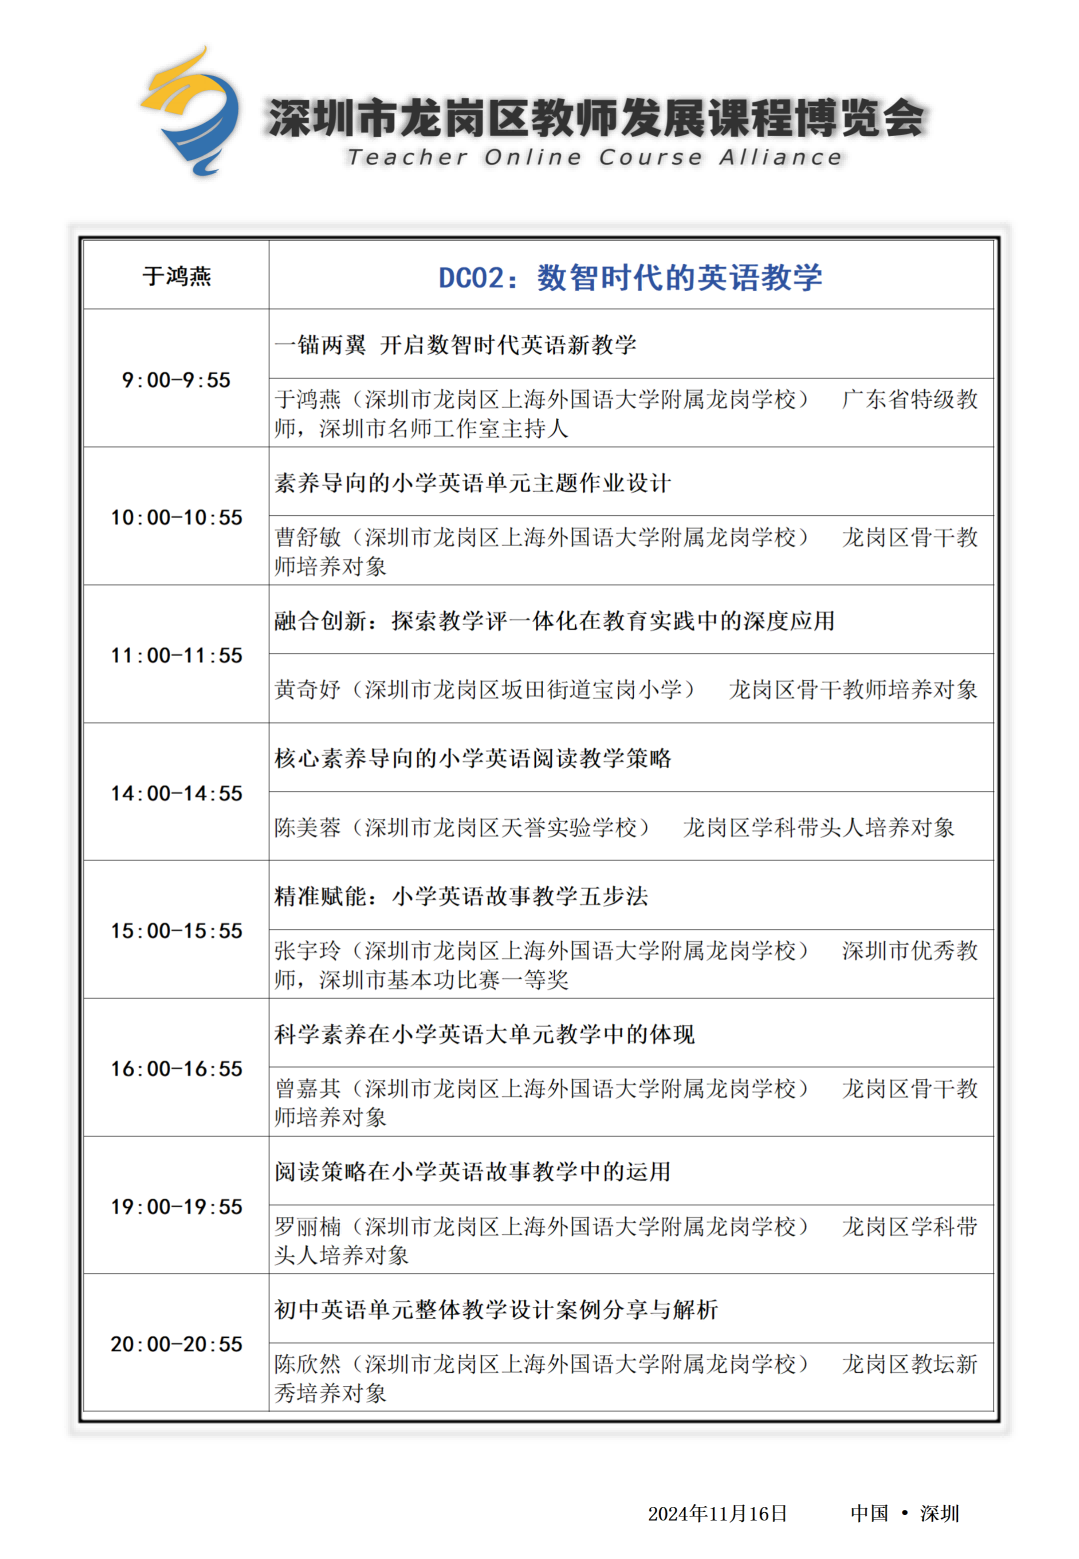 深圳市龙岗区教师发展课程博览会
Teacher Online Course Alliance
于鸿燕
DC02：数智时代的英语教学
9:00-9:55
一锚两翼 开启数智时代英语新教学
于鸿燕（深圳市龙岗区上海外国语大学附属龙岗学校） 广东省特级教
师，深圳市名师工作室主持人
10:00-10:55
素养导向的小学英语单元主题作业设计
曹舒敏（深圳市龙岗区上海外国语大学附属龙岗学校） 龙岗区骨干教
师培养对象
11:00-11:55
融合创新：探索教学评一体化在教育实践中的深度应用
黄奇妤（深圳市龙岗区坂田街道宝岗小学） 龙岗区骨干教师培养对象
14:00-14:55
核心素养导向的小学英语阅读教学策略
陈美蓉（深圳市龙岗区天誉实验学校） 龙岗区学科带头人培养对象
15:00-15:55
精准赋能：小学英语故事教学五步法
张宇玲（深圳市龙岗区上海外国语大学附属龙岗学校） 深圳市优秀教
师，深圳市基本功比赛一等奖
16:00-16:55
科学素养在小学英语大单元教学中的体现
曾嘉其（深圳市龙岗区上海外国语大学附属龙岗学校） 龙岗区骨干教
师培养对象
19:00-19:55
阅读策略在小学英语故事教学中的运用
罗丽楠（深圳市龙岗区上海外国语大学附属龙岗学校） 龙岗区学科带
头人培养对象
20:00-20:55
初中英语单元整体教学设计案例分享与解析
陈欣然（深圳市龙岗区上海外国语大学附属龙岗学校） 龙岗区教坛新
秀培养对象
2024年11月16日 中国 • 深圳